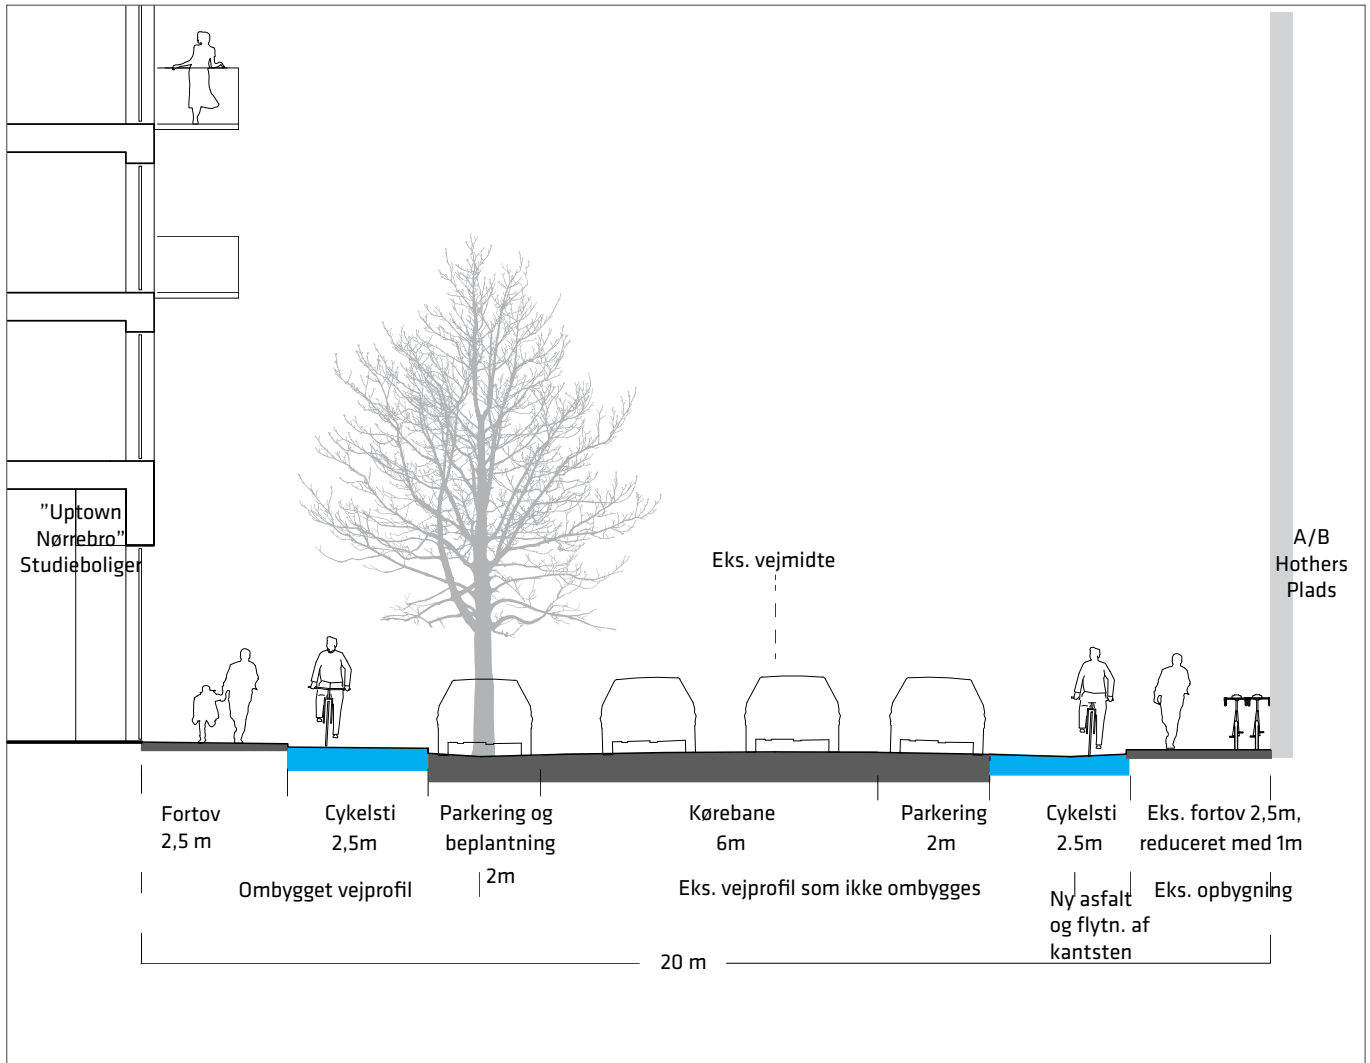 ”Uptown
Nørrebro”
Studieboliger
Eks. vejmidte
A/B
Hothers
Plads
Fortov
2,5 m
Cykelsti
2,5m
Parkering og
beplantning
2m
Kørebane
6m
Parkering
2m
Cykelsti
2.5m
Eks. fortov 2,5m,
reduceret med 1m
Ombygget vejprofil
Eks. vejprofil som ikke ombygges
Ny asfalt
og flytn. af
kantsten
Eks. opbygning
20 m